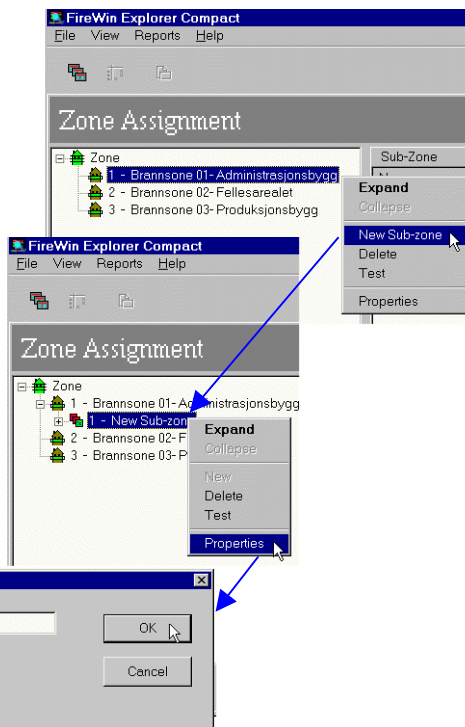 FireWin Explorer Compact
File View Reports Help
Zone Assignment
Zone
1 - Brannsone 01-Administrasjonsbygg
2 - Brannsone 02-Fellesarealet
3 - Brannsone 03-Produksjonsbygg
Sub-Zone
Expand
Collapse
New Sub-zone
Delete
Test
Properties
FireWin Explorer Compact
File View Reports Help
Zone Assignment
Zone
1 - Brannsone 01-Administrasjonsbygg
1 - New Sub-zon
2 - Brannsone 02-F
3 - Brannsone 03-P
Expand
Collapse
New
Delete
Test
Properties
OK
Cancel